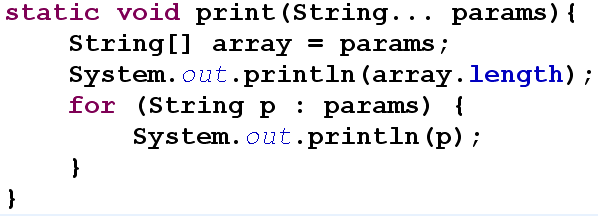 static void print(String... params){
    String[] array = params;
    System.out.println(array.length);
    for (String p : params) {
        System.out.println(p);
    }
}